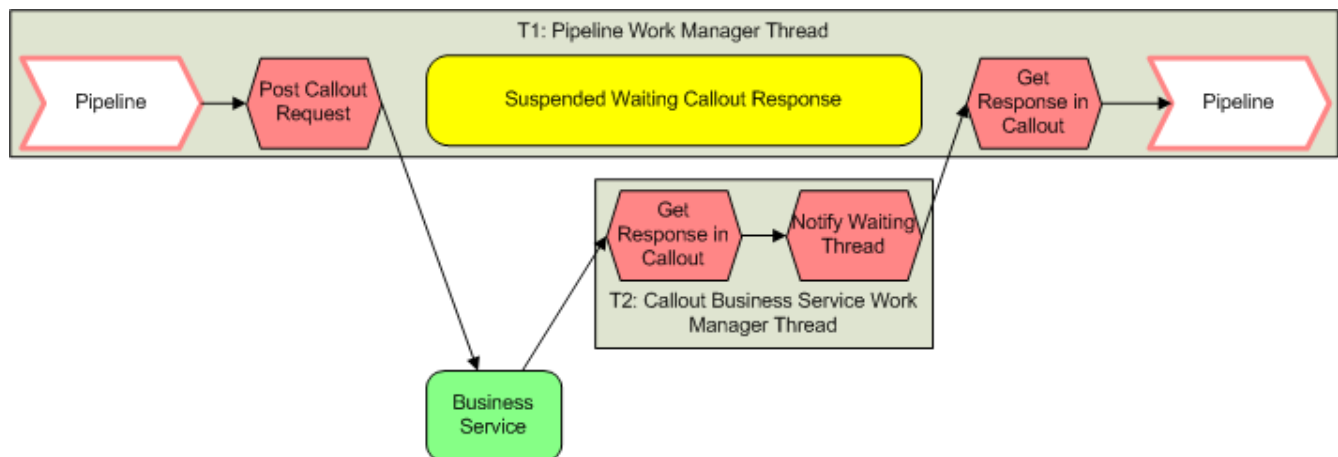 T1: Pipeline Work Manager Thread
Pipeline
Post Callout
Request
Suspended Waiting Callout Response
Get
Response in
Callout
Pipeline
Get
Response in
Callout
Notify Waiting
Thread
T2: Callout Business Service Work
Manager Thread
Business
Service